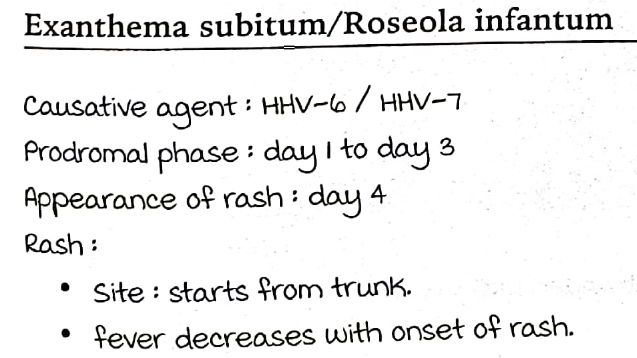 Exanthema subitum/Roseola infantum
Causative agent : HHV-6 / HHV-7
Prodromal phase : day 1 to day 3
Appearance of rash : day 4
Rash :
• Site : starts from trunk.
• fever decreases with onset of rash.